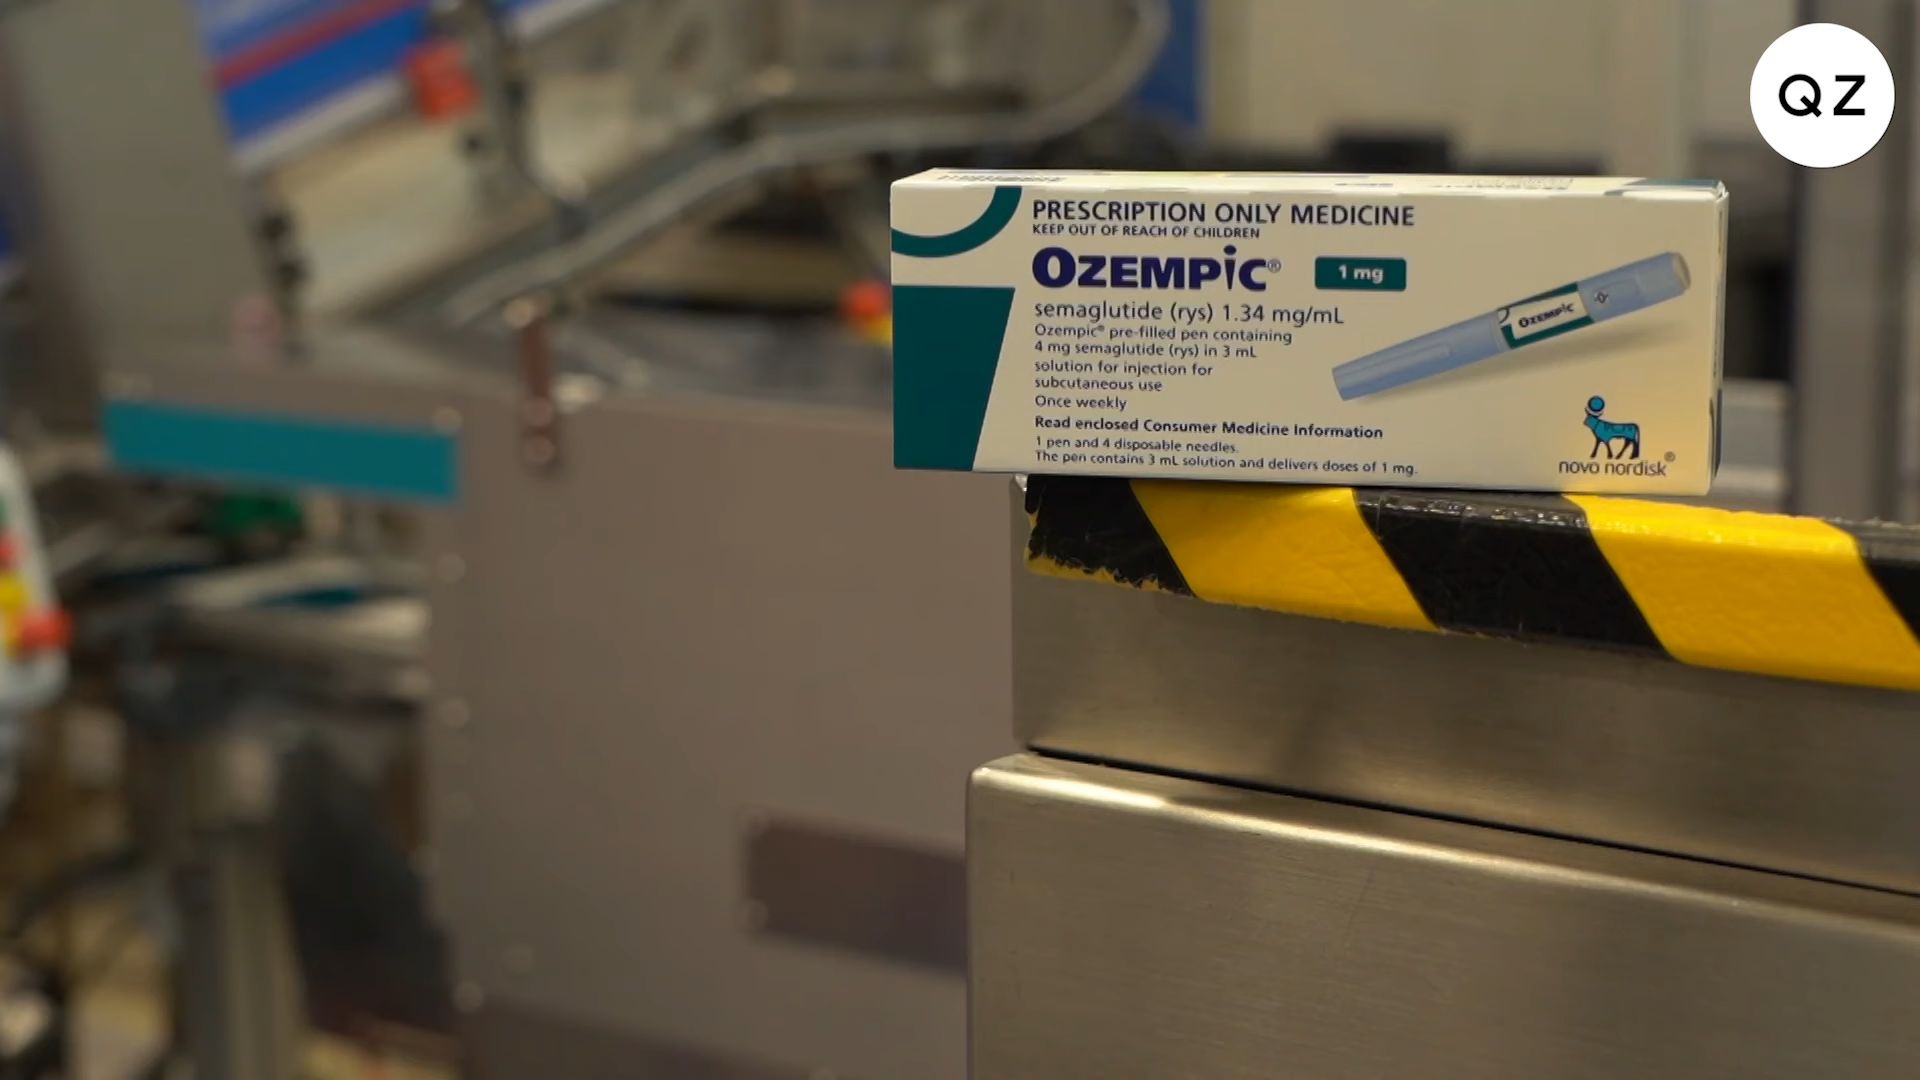 QZ
PRESCRIPTION ONLY MEDICINE
KEEP OUT OF REACH OF CHILDREN
OZEMPIC® 1 mg
semaglutide (rys) 1.34 mg/mL
Ozempic® pre-filled pen containing
4 mg semaglutide (rys) in 3 mL
solution for injection for
subcutaneous use
Once weekly
Read enclosed Consumer Medicine Information
1 pen and 4 disposable needles.
The pen contains 3 mL solution and delivers doses of 1 mg.
OZEMPIC
novo nordisk®